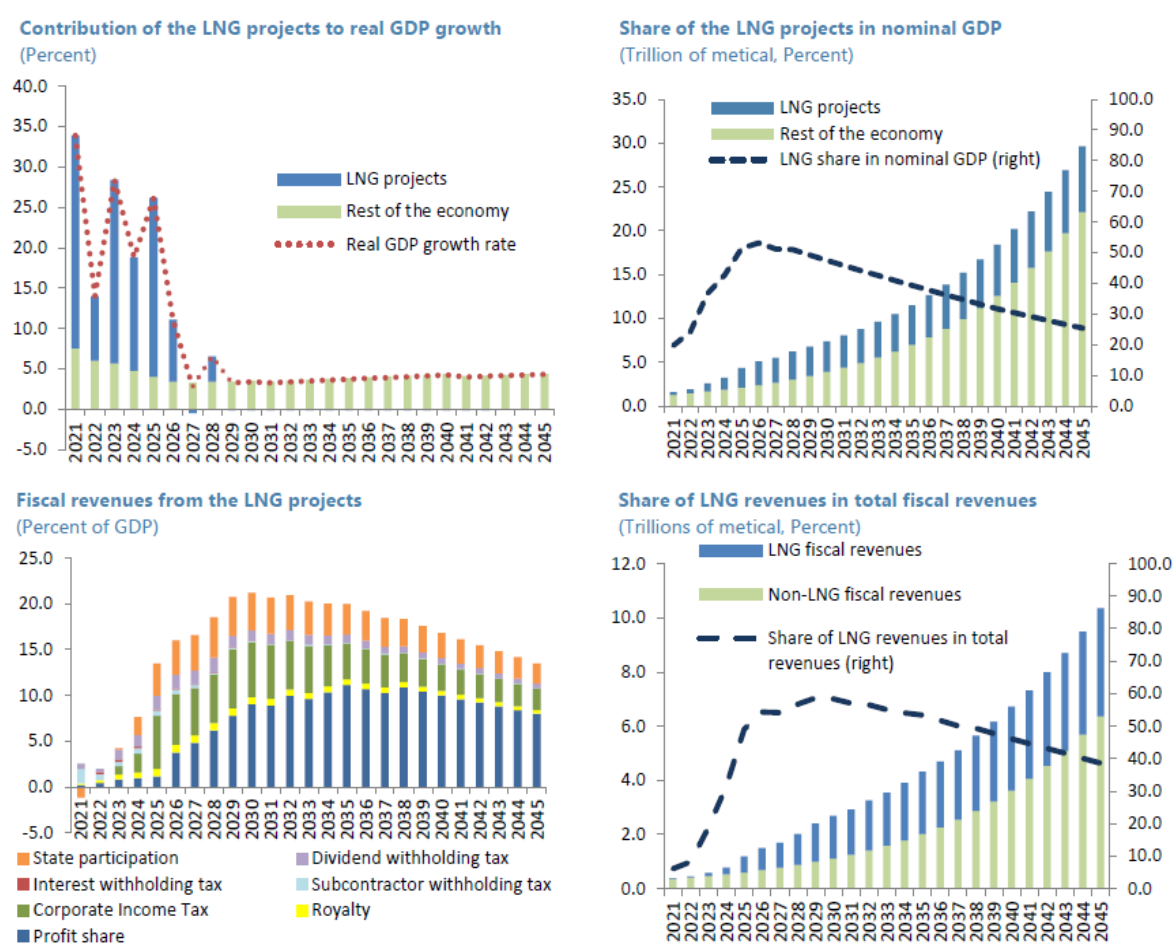 Contribution of the LNG projects to real GDP growth
(Percent)
40.0
35.0
30.0
25.0
20.0
15.0
10.0
5.0
0.0
-5.0
LNG projects
Rest of the economy
Real GDP growth rate
2021 2022 2023 2024 2025 2026 2027 2028 2029 2030 2031 2032 2033 2034 2035 2036 2037 2038 2039 2040 2041 2042 2043 2044 2045
Share of the LNG projects in nominal GDP
(Trillion of metical, Percent)
35.0
30.0
25.0
20.0
15.0
10.0
5.0
0.0
LNG projects
Rest of the economy
LNG share in nominal GDP (right)
100.0
90.0
80.0
70.0
60.0
50.0
40.0
30.0
20.0
10.0
0.0
2021 2022 2023 2024 2025 2026 2027 2028 2029 2030 2031 2032 2033 2034 2035 2036 2037 2038 2039 2040 2041 2042 2043 2044 2045
Fiscal revenues from the LNG projects
(Percent of GDP)
25.0
20.0
15.0
10.0
5.0
0.0
-5.0
2021 2022 2023 2024 2025 2026 2027 2028 2029 2030 2031 2032 2033 2034 2035 2036 2037 2038 2039 2040 2041 2042 2043 2044 2045
State participation
Dividend withholding tax
Interest withholding tax
Subcontractor withholding tax
Corporate Income Tax
Royalty
Profit share
Share of LNG revenues in total fiscal revenues
(Trillions of metical, Percent)
12.0
10.0
8.0
6.0
4.0
2.0
0.0
LNG fiscal revenues
Non-LNG fiscal revenues
Share of LNG revenues in total
revenues (right)
100.0
90.0
80.0
70.0
60.0
50.0
40.0
30.0
20.0
10.0
0.0
2021 2022 2023 2024 2025 2026 2027 2028 2029 2030 2031 2032 2033 2034 2035 2036 2037 2038 2039 2040 2041 2042 2043 2044 2045